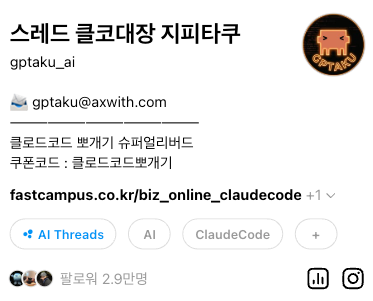 스레드 클코대장 지피타쿠
gptaku_ai
GPTAKU
gptaku@axwith.com
클로드코드 뽀개기 슈퍼얼리버드
쿠폰코드 : 클로드코드뽀개기
fastcampus.co.kr/biz_online_claudecode +1
AI Threads
AI
ClaudeCode
+
팔로워 2.9만명